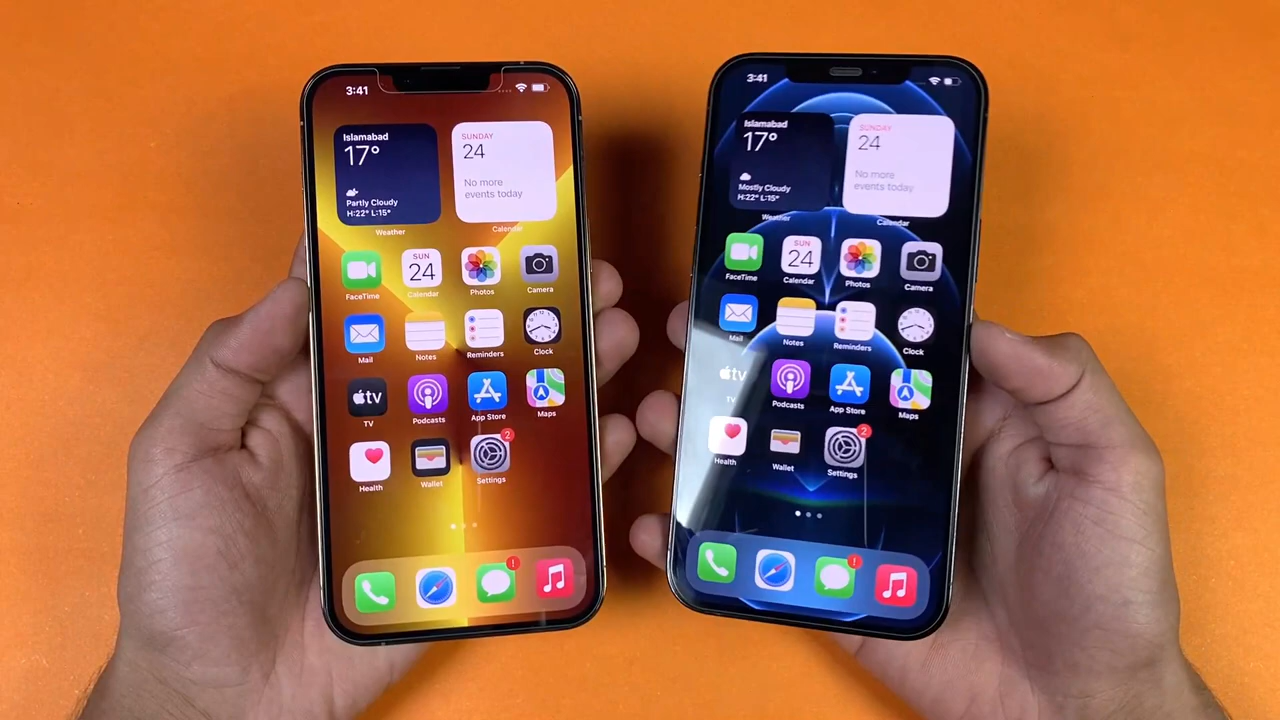 3:41
Islamabad
17°
Partly Cloudy
H:22° L:15°
Weather
SUNDAY
24
No more
events today
Calendar
FaceTime
SUN
24
Calendar
Photos
Camera
Mail
Notes
Reminders
Clock
tv
TV
Podcasts
App Store
Maps
Health
Wallet
2
Settings
!
3:41
Islamabad
17°
Mostly Cloudy
H:22° L:15°
Weather
SUNDAY
24
No more
events today
Calendar
FaceTime
SUN
24
Calendar
Photos
Camera
Mail
Notes
Reminders
Clock
tv
TV
Podcasts
App Store
Maps
Health
Wallet
2
Settings
!